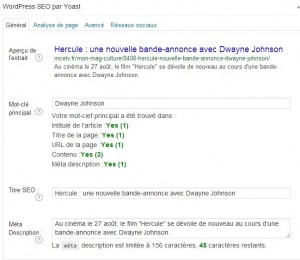 WordPress SEO par Yoast
Général Analyse de page Avancé Réseaux sociaux
Aperçu de l'extrait
Hercule : une nouvelle bande-annonce avec Dwayne Johnson
mcetv.fr/mon-mag-culture/0406-hercule-nouvelle-bande-annonce-dwayne-johnson/
Au cinéma le 27 août, le film "Hercule" se dévoile de nouveau au cours d'une bande-annonce avec Dwayne Johnson.
Mot-clé principal
Dwayne Johnson
Votre mot-clef principal a été trouvé dans :
Intitulé de l'article : Yes (1)
Titre de la page : Yes (1)
URL de la page : Yes (1)
Contenu : Yes (3)
Méta description : Yes (1)
Titre SEO
Hercule : une nouvelle bande-annonce avec Dwayne Johnson
Méta Description :
Au cinéma le 27 août, le film "Hercule" se dévoile de nouveau au cours d'une
bande-annonce avec Dwayne Johnson.
La méta description est limitée à 156 caractères, 45 caractères restants.